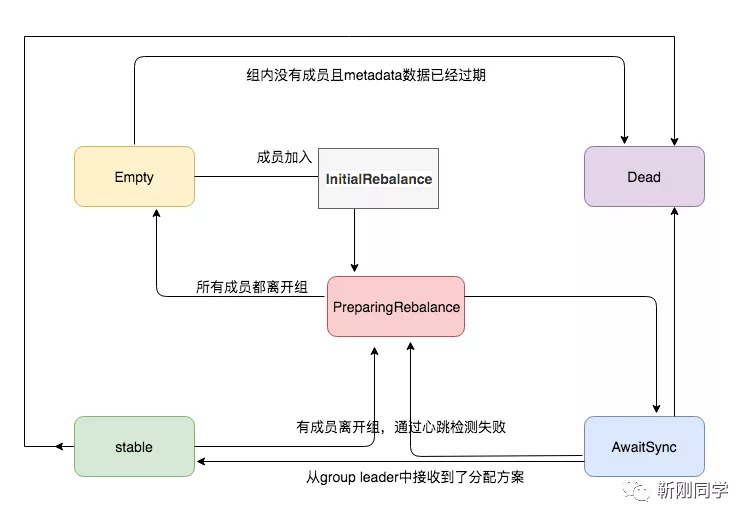 组内没有成员且metadata数据已经过期
成员加入
Empty
InitialRebalance
Dead
所有成员都离开组
PreparingRebalance
有成员离开组，通过心跳检测失败
stable
AwaitSync
从group leader中接收到了分配方案
靳刚同学